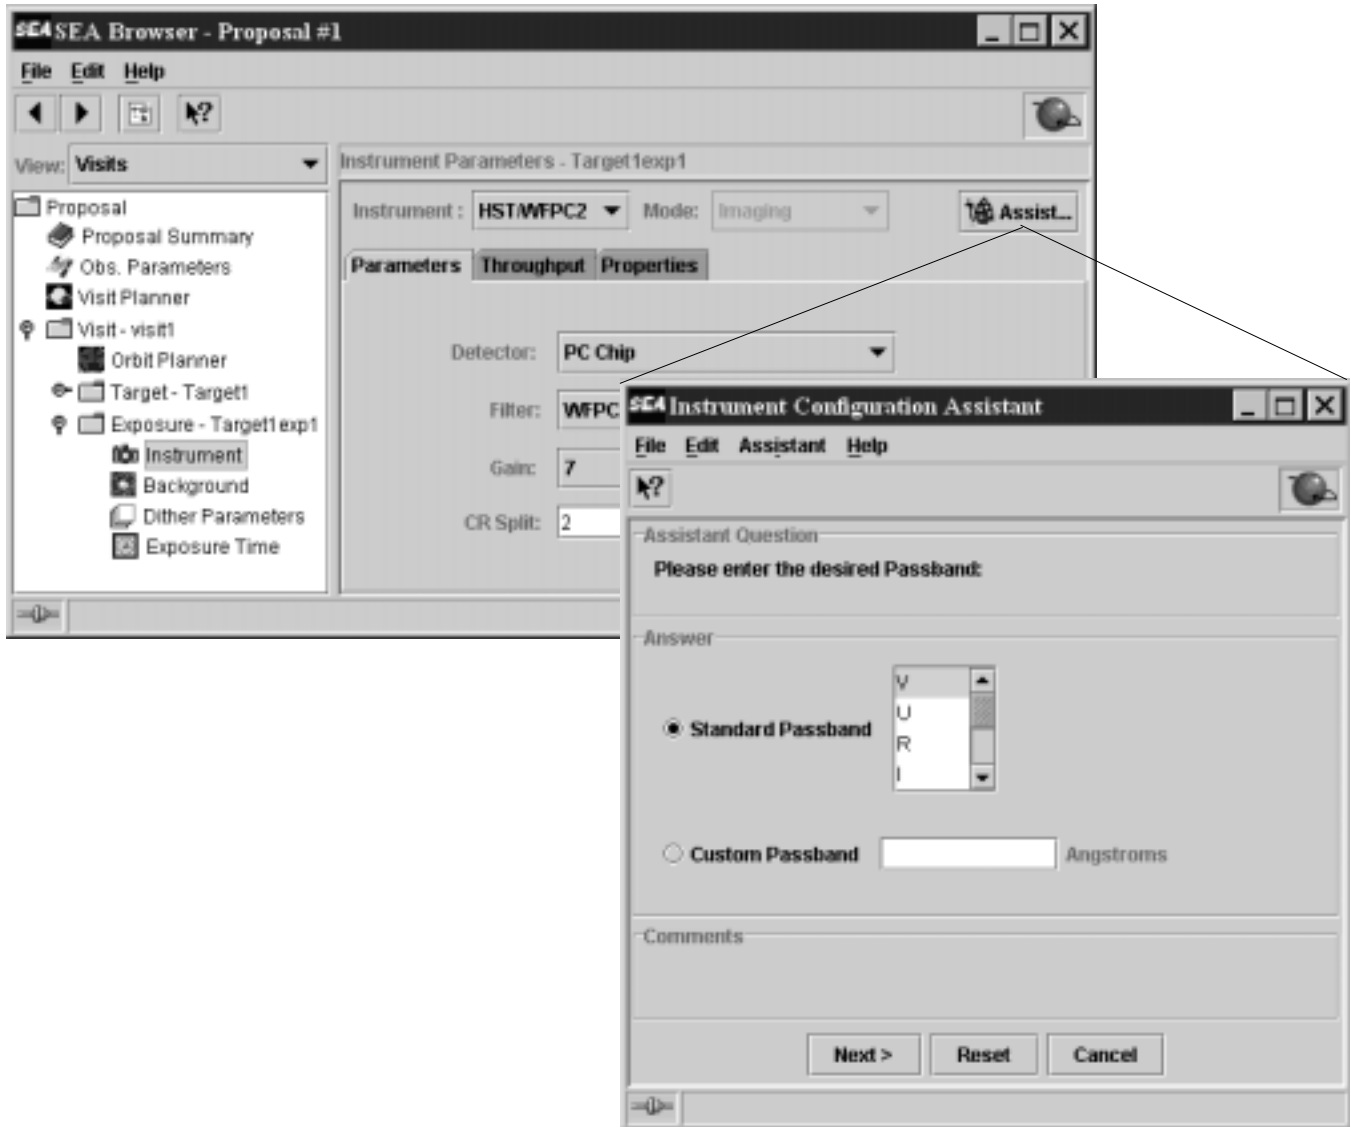 SEA SEA Browser - Proposal #1
File Edit Help
View: Visits
Proposal
Proposal Summary
Obs. Parameters
Visit Planner
Visit - visit1
Orbit Planner
Target - Target1
Exposure - Target1exp1
Instrument
Background
Dither Parameters
Exposure Time
Instrument Parameters - Target1exp1
Instrument : HST/WFPC2 Mode: Imaging Assist...
Parameters Throughput Properties
Detector: PC Chip
Filter: WFPC
Gain: 7
CR Split: 2
SEA Instrument Configuration Assistant
File Edit Assistant Help
Assistant Question
Please enter the desired Passband:
Answer
Standard Passband
V
U
R
I
Custom Passband Angstroms
Comments
Next > Reset Cancel